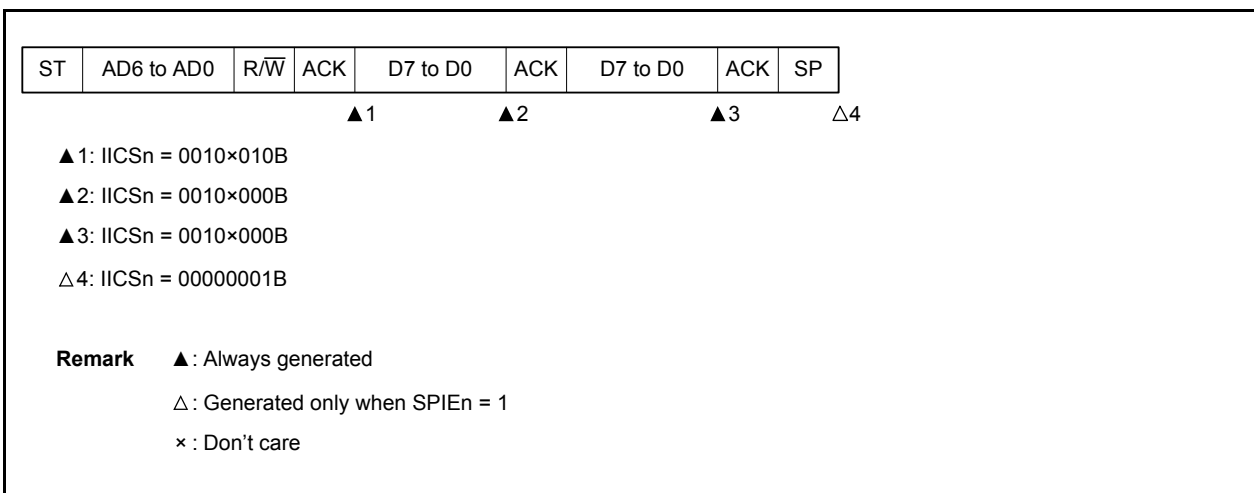 ST AD6 to AD0 R/W̅ ACK D7 to D0 ACK D7 to D0 ACK SP
▲1 ▲2 ▲3 △4
▲1: IICSn = 0010×010B
▲2: IICSn = 0010×000B
▲3: IICSn = 0010×000B
△4: IICSn = 00000001B
Remark ▲: Always generated
△: Generated only when SPIEn = 1
×: Don't care